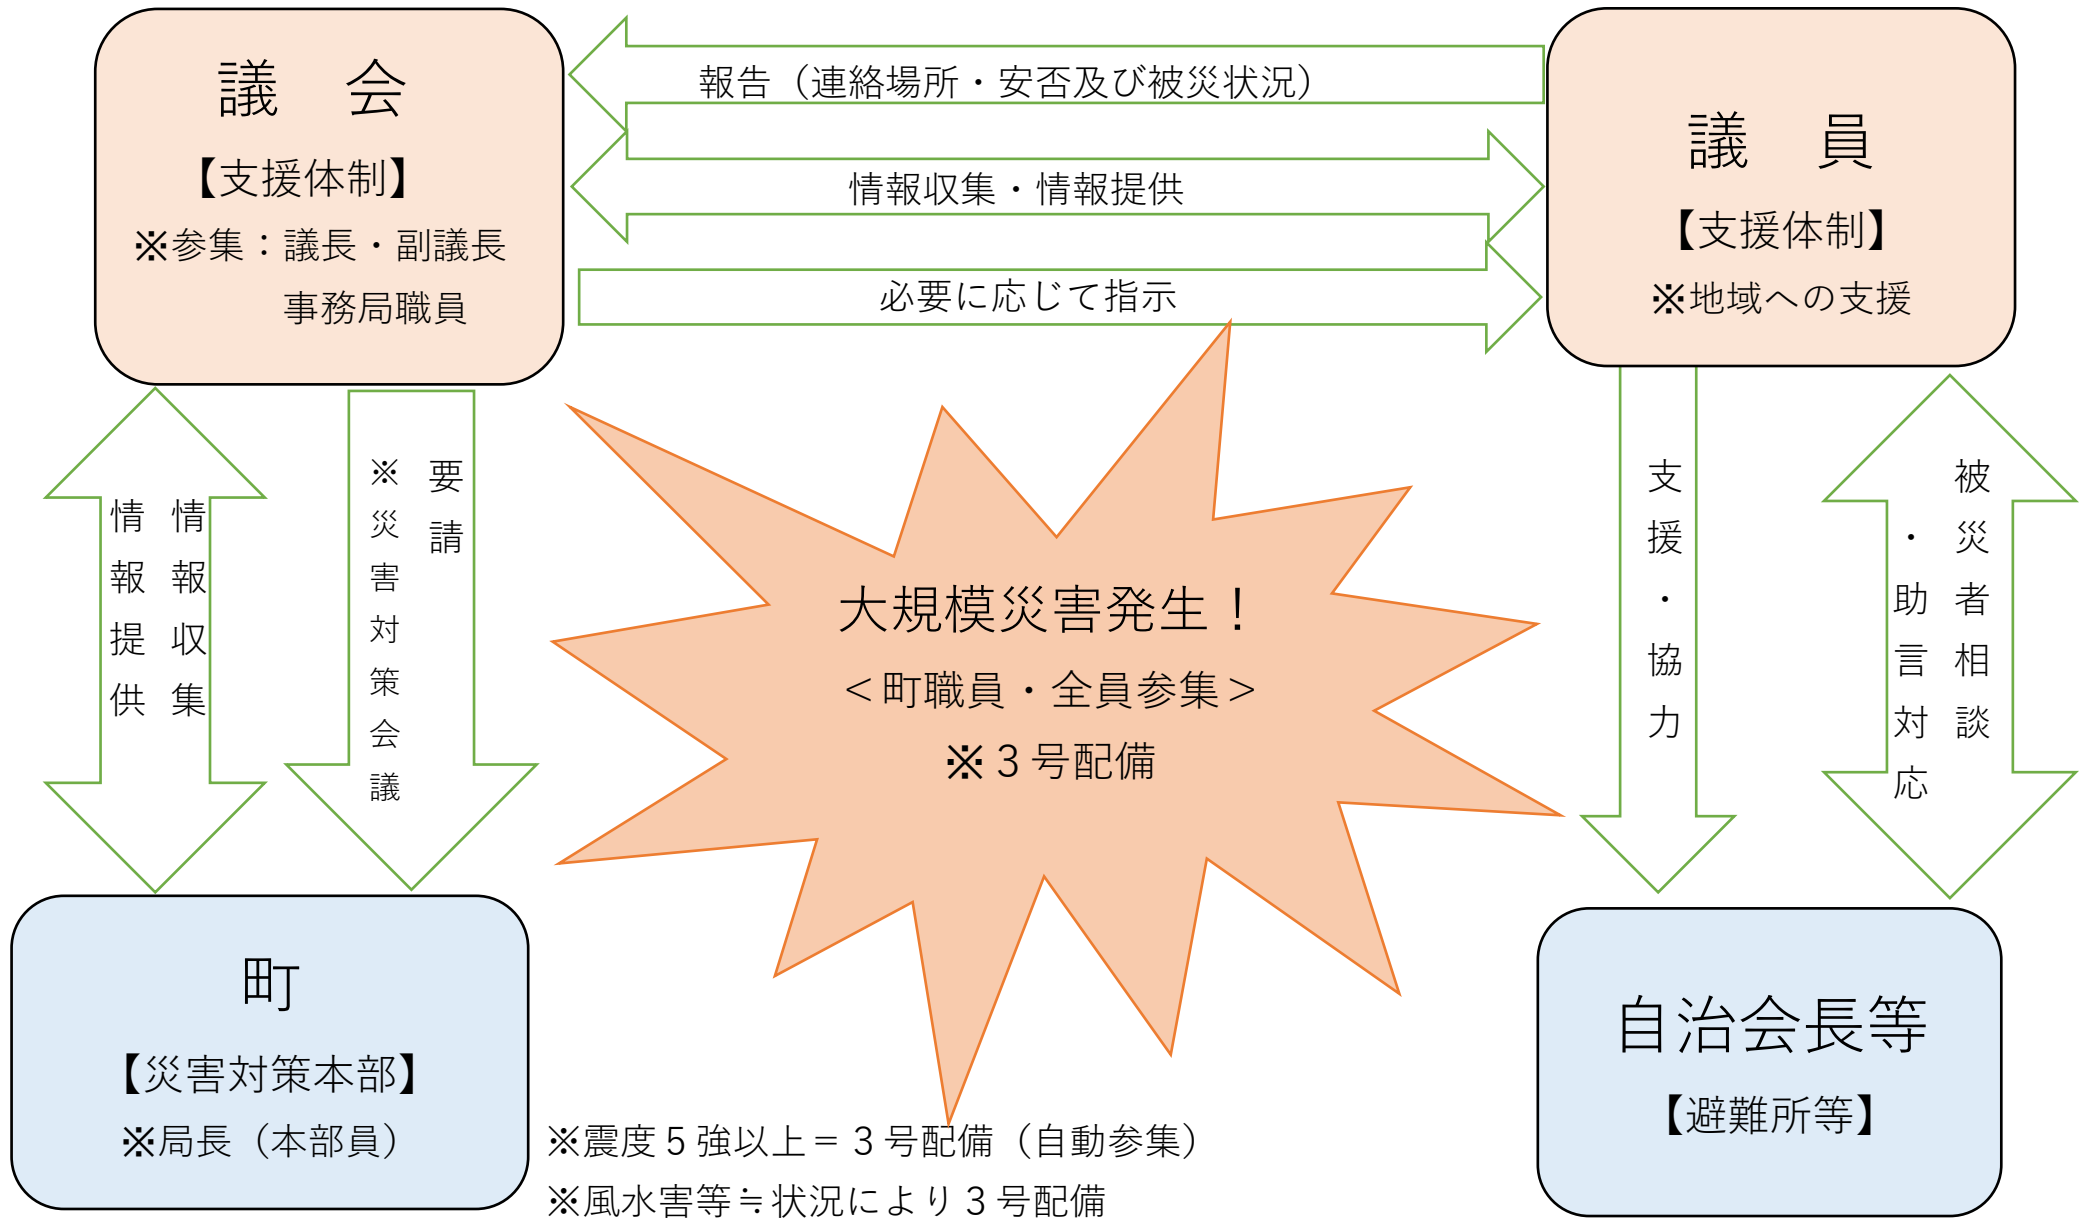 議　会
【支援体制】
※参集：議長・副議長
事務局職員
報告（連絡場所・安否及び被災状況）
情報収集・情報提供
必要に応じて指示
議　員
【支援体制】
※地域への支援
情報収集
情報提供
要請
※災害対策会議
大規模災害発生！
＜町職員・全員参集＞
※３号配備
支援・協力
被災者相談
・助言対応
町
【災害対策本部】
※局長（本部員）
自治会長等
【避難所等】
※震度５強以上＝３号配備（自動参集）
※風水害等≒状況により３号配備